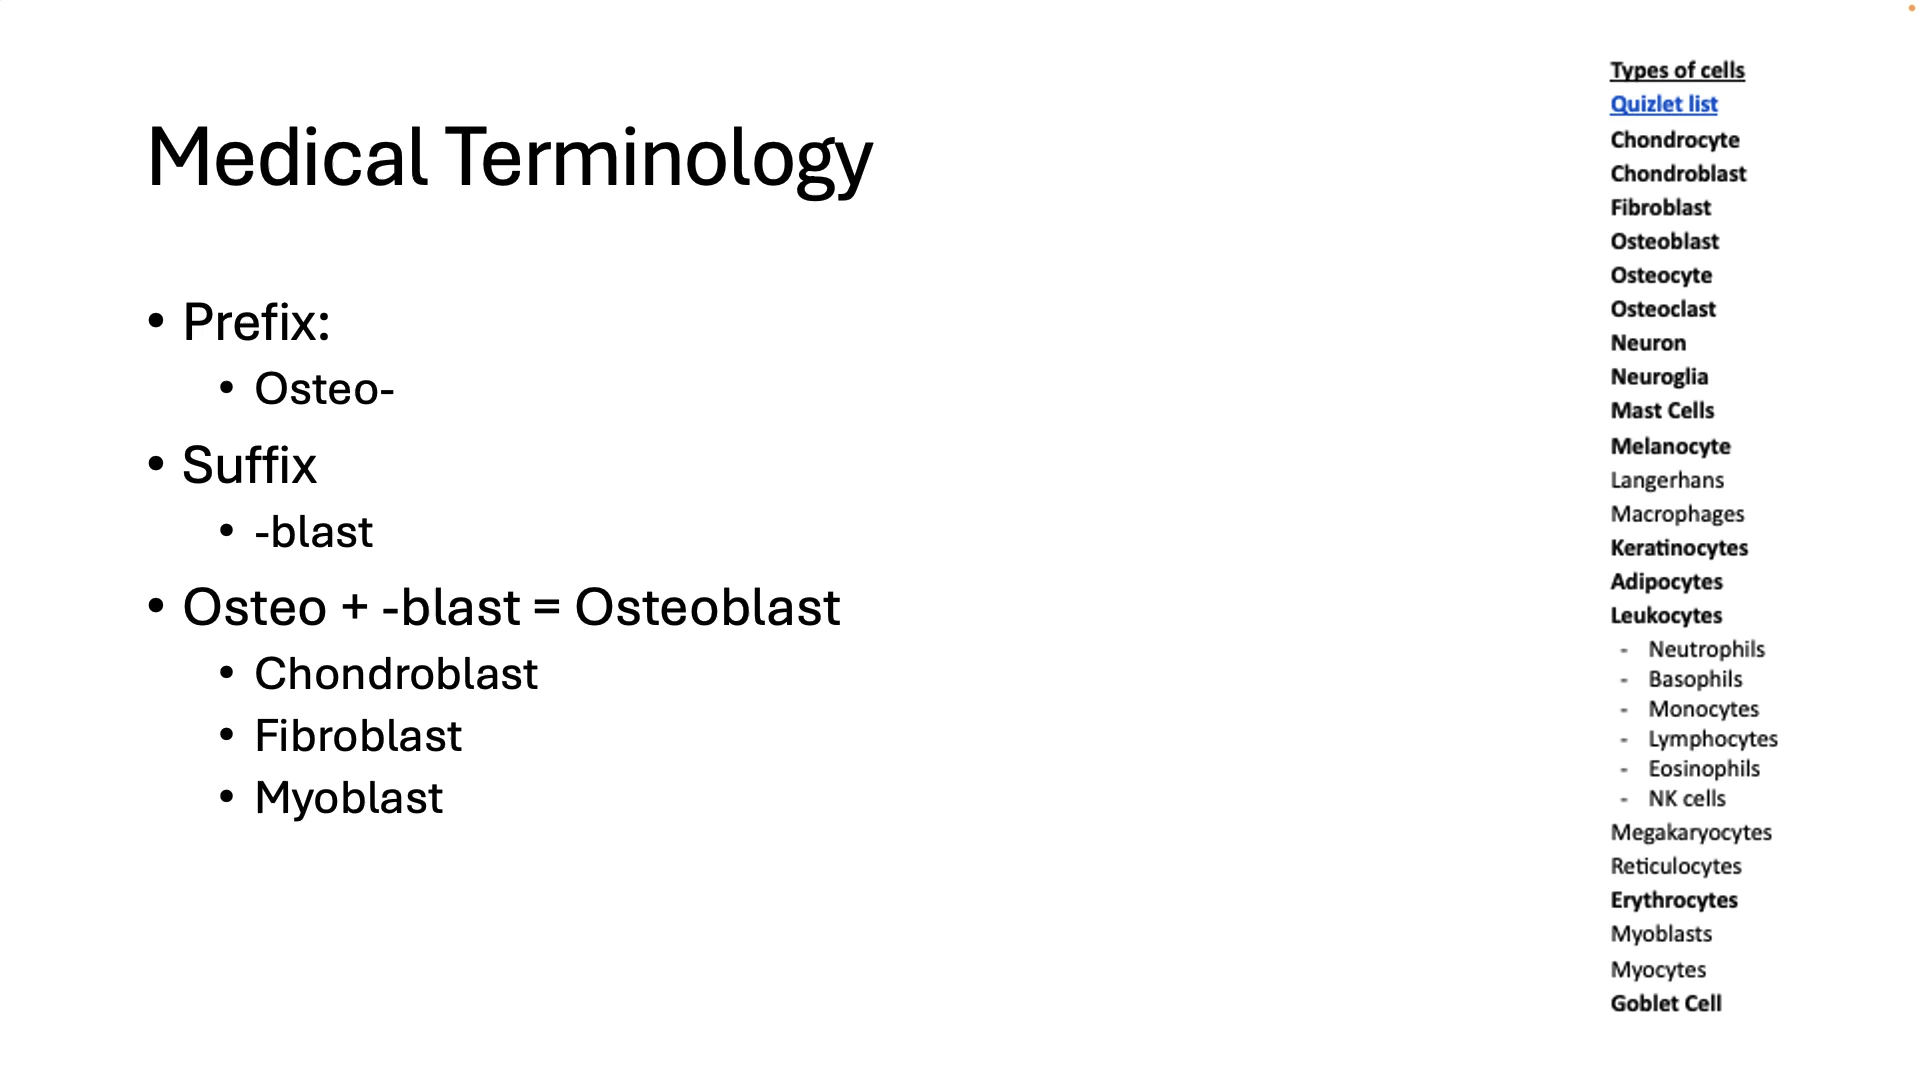 Medical Terminology
• Prefix:
• Osteo-
• Suffix
• -blast
• Osteo + -blast = Osteoblast
• Chondroblast
• Fibroblast
• Myoblast
Types of cells
Quizlet list
Chondrocyte
Chondroblast
Fibroblast
Osteoblast
Osteocyte
Osteoclast
Neuron
Neuroglia
Mast Cells
Melanocyte
Langerhans
Macrophages
Keratinocytes
Adipocytes
Leukocytes
- Neutrophils
- Basophils
- Monocytes
- Lymphocytes
- Eosinophils
- NK cells
Megakaryocytes
Reticulocytes
Erythrocytes
Myoblasts
Myocytes
Goblet Cell